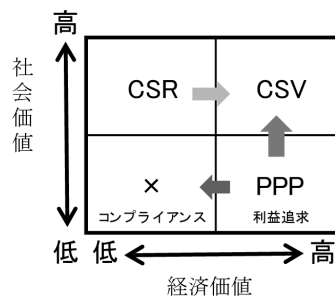 高
社会価値
CSR
CSV
×
PPP
コンプライアンス
利益追求
低
低
高
経済価値